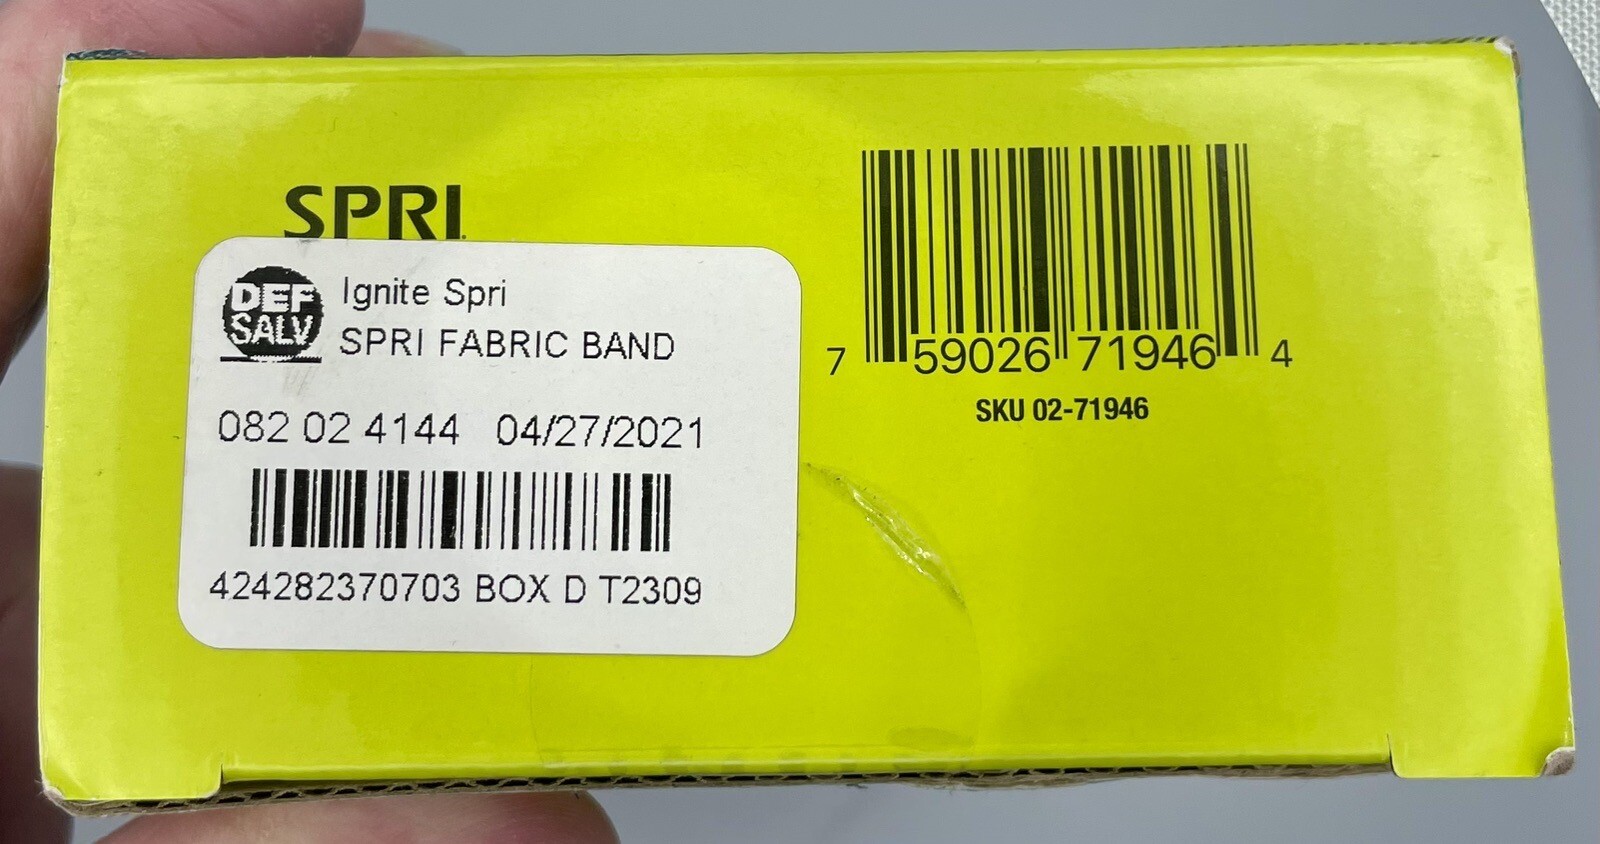 SPRI
DEF
SALV
Ignite Spri
SPRI FABRIC BAND
082 02 4144 04/27/2021
424282370703 BOX D T2309
7 59026 71946 4
SKU 02-71946